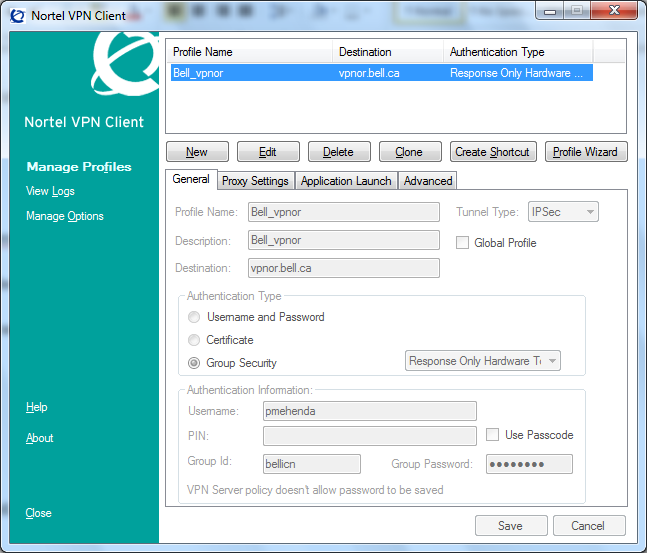 Nortel VPN Client
Profile Name Destination Authentication Type
Bell_vpnor vpnor.bell.ca Response Only Hardware ...
Nortel VPN Client
New Edit Delete Clone Create Shortcut Profile Wizard
Manage Profiles
View Logs
Manage Options
General Proxy Settings Application Launch Advanced
Profile Name: Bell_vpnor Tunnel Type: IPSec
Description: Bell_vpnor Global Profile
Destination: vpnor.bell.ca
Authentication Type
Username and Password
Certificate
Group Security Response Only Hardware To
Authentication Information:
Username: pmehenda
PIN: Use Passcode
Group Id: bellicn Group Password: ••••••••
VPN Server policy doesn't allow password to be saved
Help
About
Close
Save Cancel